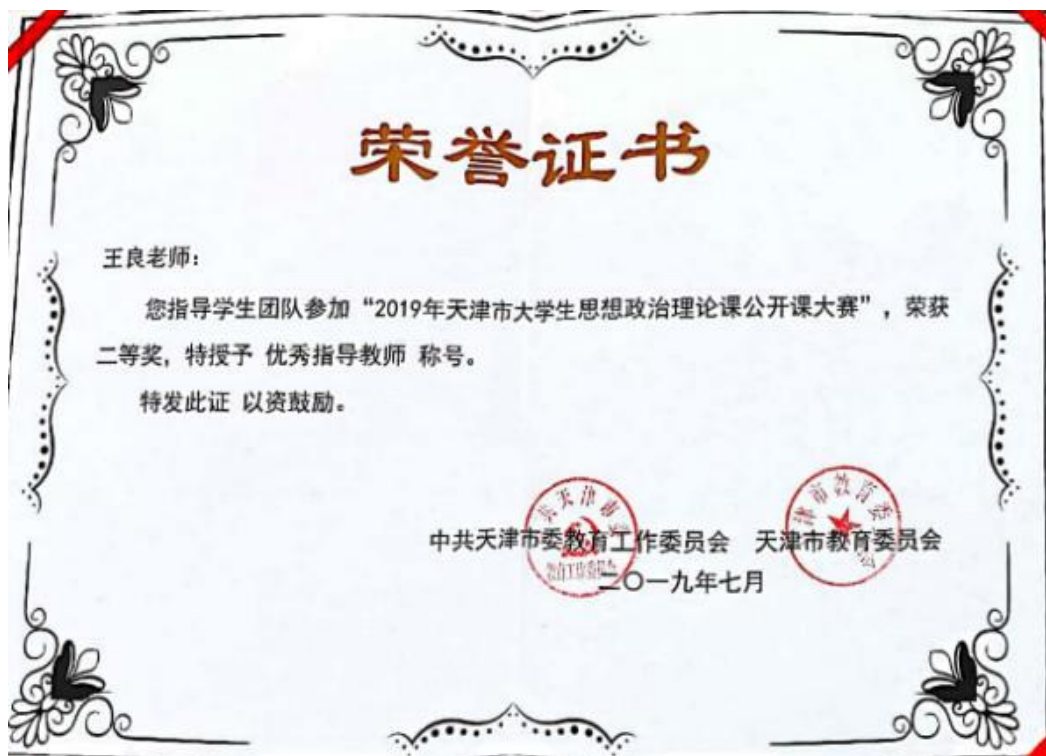 荣誉证书
王良老师：
您指导学生团队参加“2019年天津市大学生思想政治理论课公开课大赛”，荣获
二等奖，特授予 优秀指导教师 称号。
特发此证 以资鼓励。
中共天津市委教育工作委员会 天津市教育委员会
二〇一九年七月